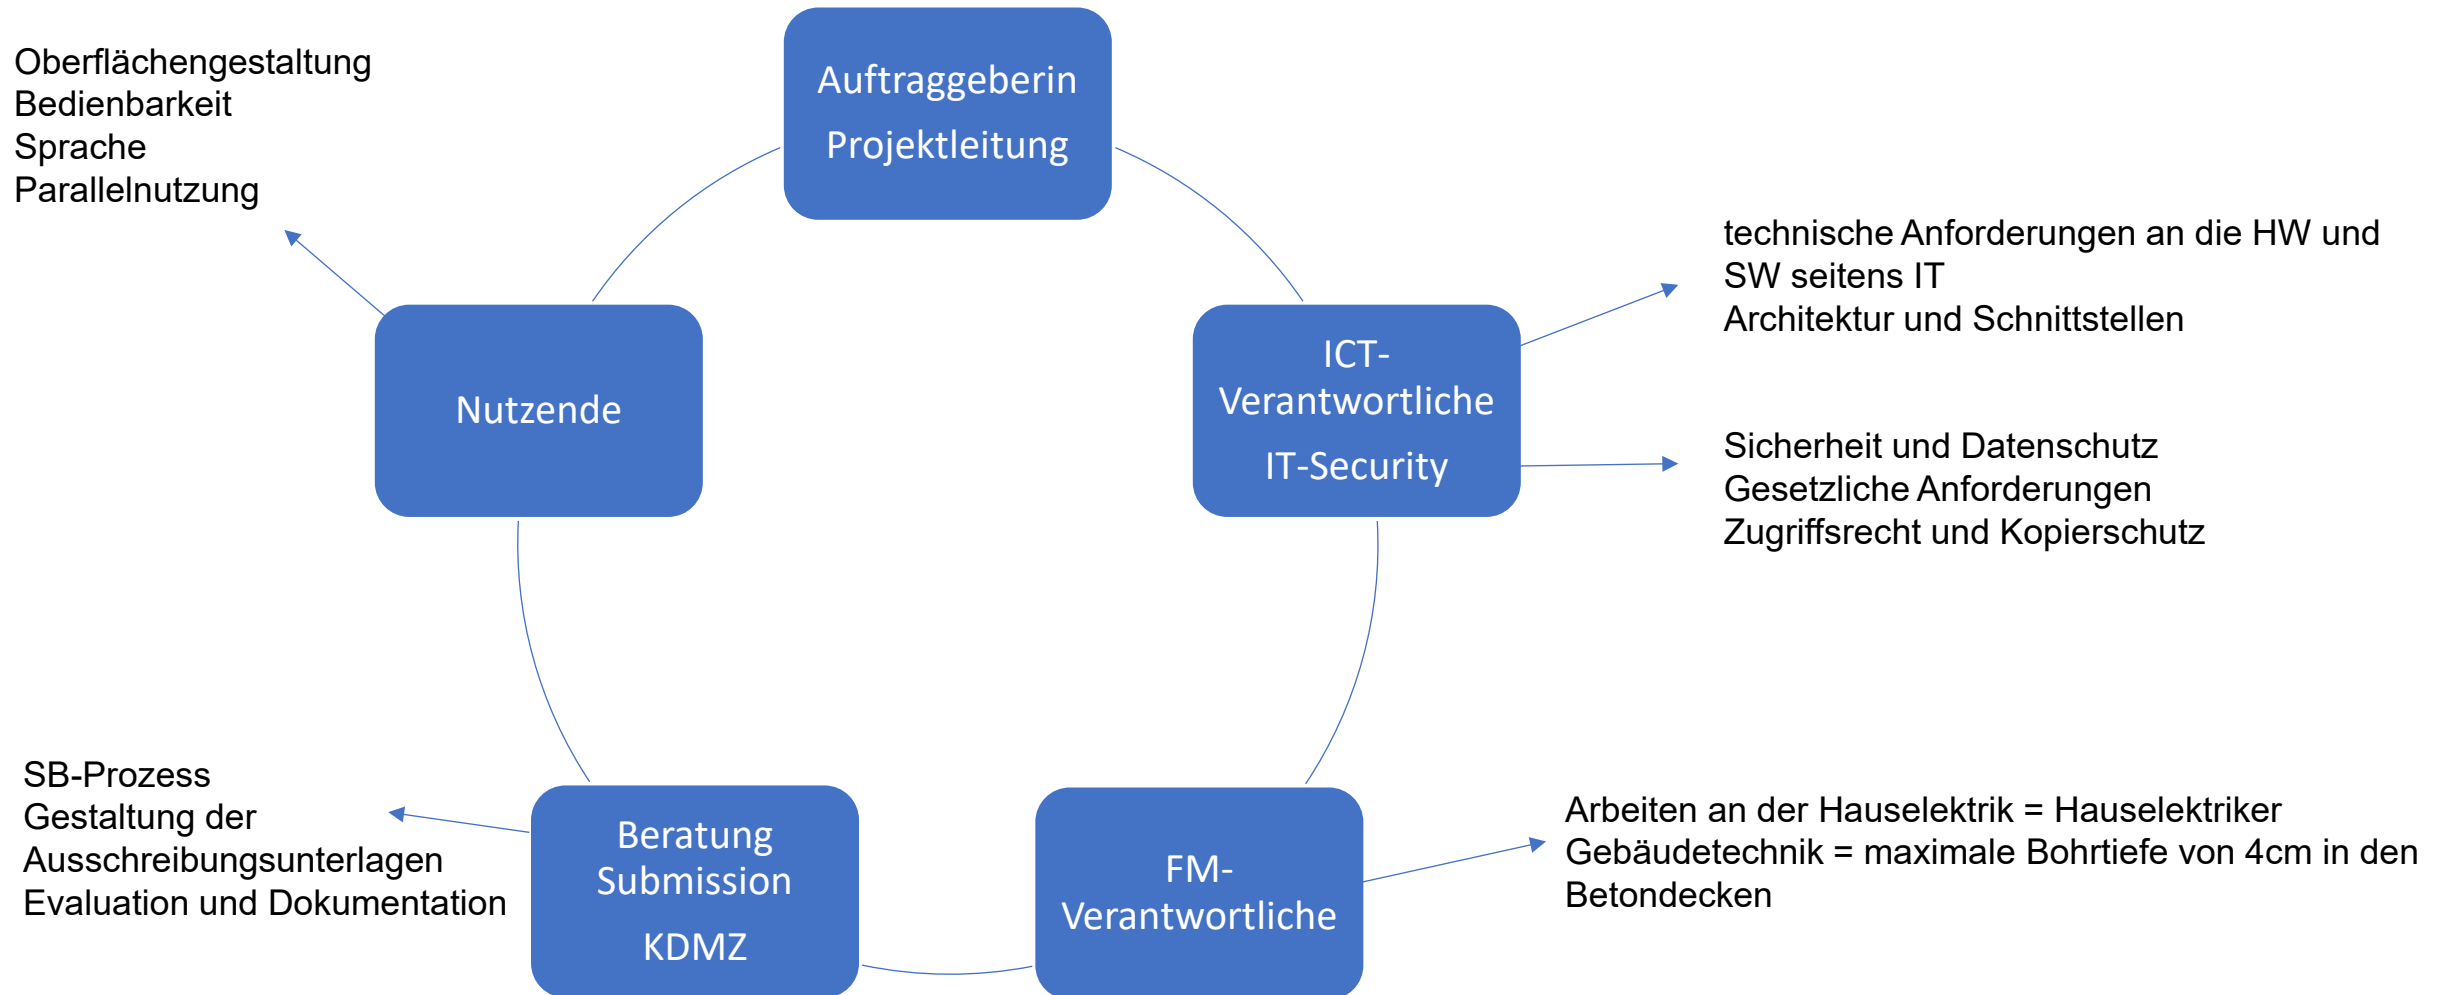 Oberflächengestaltung
Bedienbarkeit
Sprache
Parallelnutzung
Auftraggeberin
Projektleitung
technische Anforderungen an die HW und
SW seitens IT
Architektur und Schnittstellen
Nutzende
ICT-
Verantwortliche
IT-Security
Sicherheit und Datenschutz
Gesetzliche Anforderungen
Zugriffsrecht und Kopierschutz
SB-Prozess
Gestaltung der
Ausschreibungsunterlagen
Evaluation und Dokumentation
Beratung
Submission
KDMZ
FM-
Verantwortliche
Arbeiten an der Hauselektrik = Hauselektriker
Gebäudetechnik = maximale Bohrtiefe von 4cm in den
Betondecken